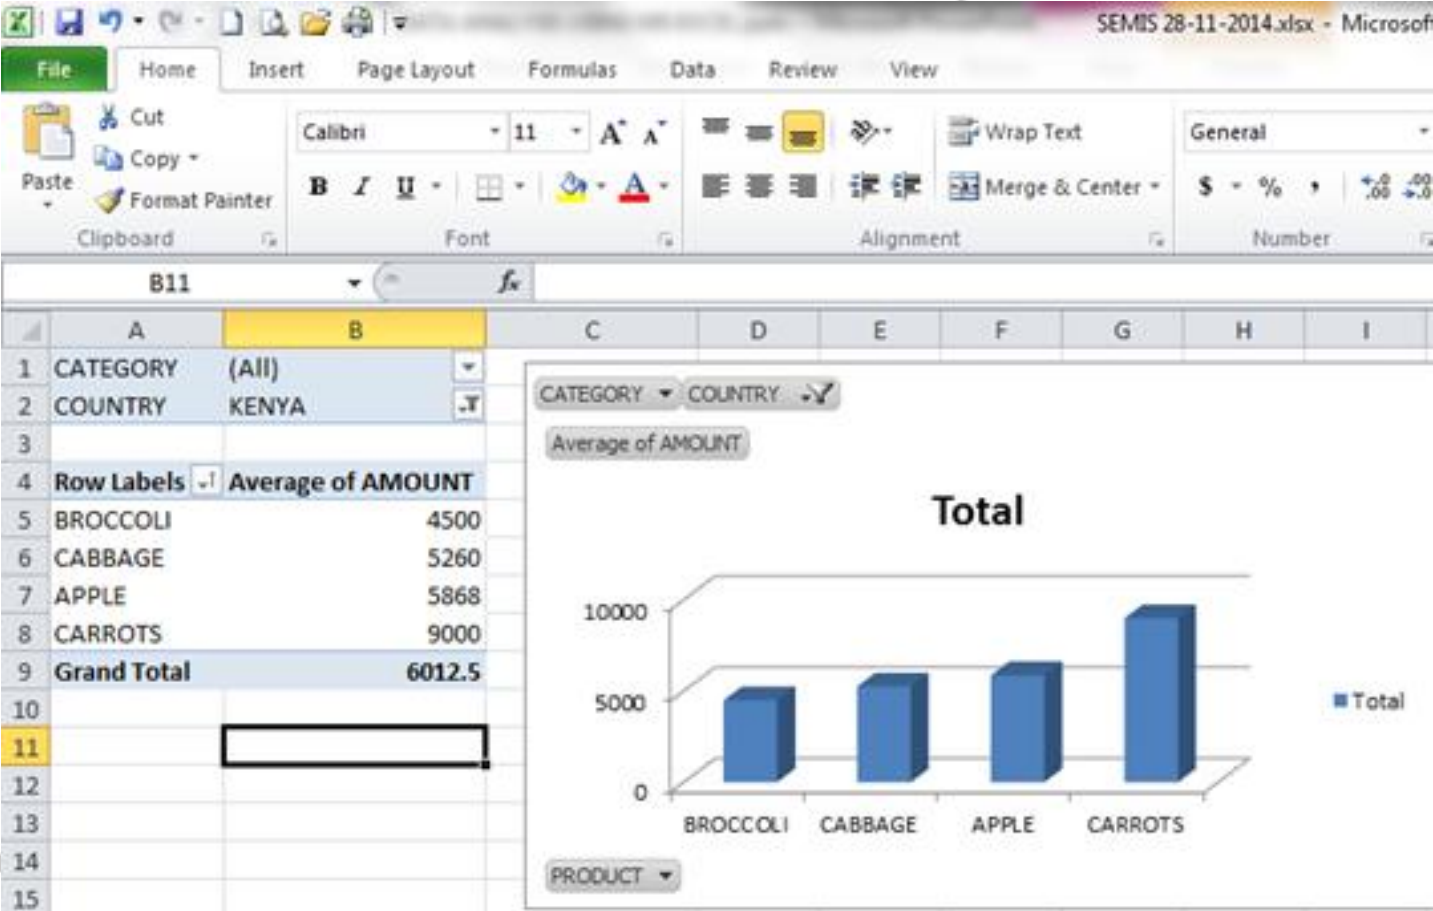 SEMIS 28-11-2014.xlsx - Microsoft
File Home Insert Page Layout Formulas Data Review View
Cut
Copy
Format Painter
Paste
Clipboard
Calibri 11 A A
B I U A
Font
Wrap Text
Merge & Center
Alignment
General
$ % , .0 .00 .00 .0
Number
B11 fx
A B C D E F G H I
1 CATEGORY (All)
2 COUNTRY KENYA
3
4 Row Labels Average of AMOUNT
5 BROCCOLI 4500
6 CABBAGE 5260
7 APPLE 5868
8 CARROTS 9000
9 Grand Total 6012.5
10
11
12
13
14
15
CATEGORY COUNTRY
Average of AMOUNT
Total
10000
5000
0
BROCCOLI CABBAGE APPLE CARROTS
Total
PRODUCT